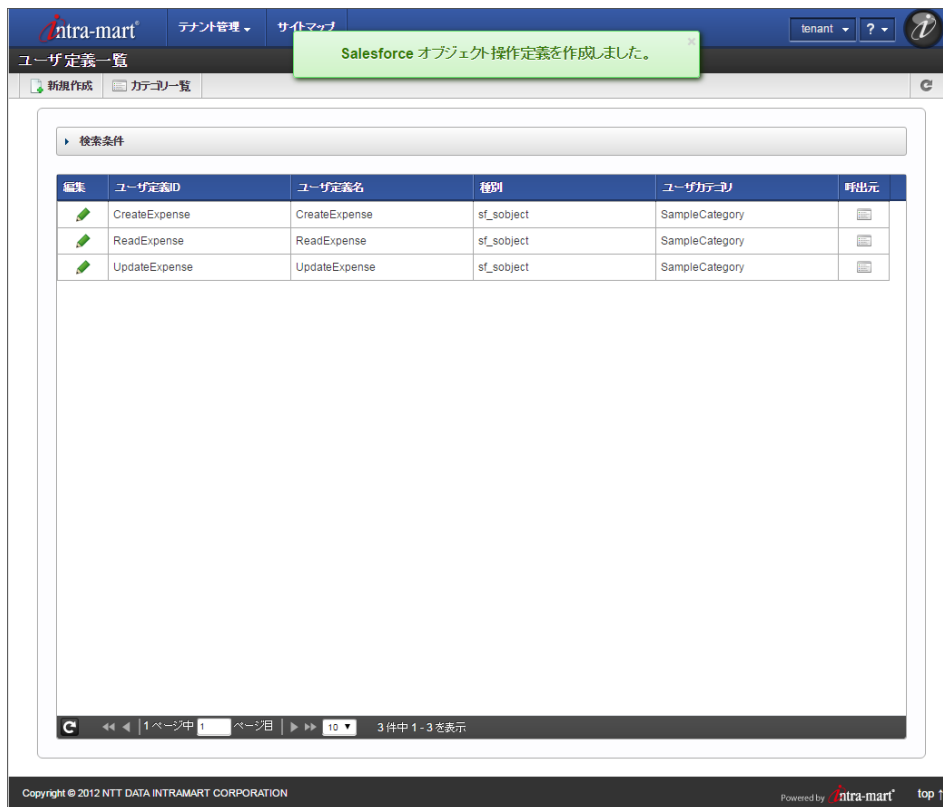 intra-mart® テナント管理 サイトマップ tenant ?
Salesforce オブジェクト操作定義を作成しました。 ×
ユーザ定義一覧
新規作成 カテゴリ一覧
検索条件
編集 ユーザ定義ID ユーザ定義名 種別 ユーザカテゴリ 呼出元
CreateExpense CreateExpense sf_sobject SampleCategory
ReadExpense ReadExpense sf_sobject SampleCategory
UpdateExpense UpdateExpense sf_sobject SampleCategory
1 ページ中 1 ページ目 10 3 件中 1 - 3 を表示
Copyright © 2012 NTT DATA INTRAMART CORPORATION Powered by intra-mart® top ↑